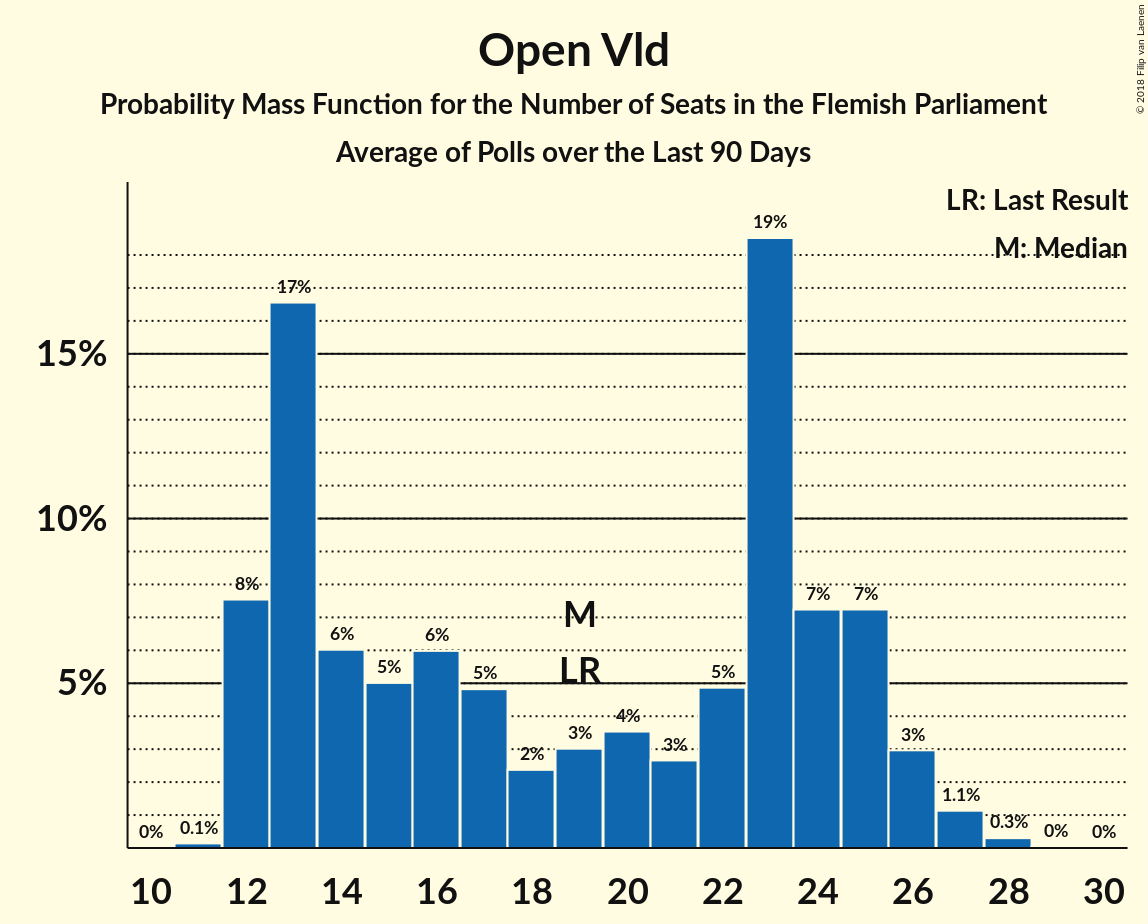 Open Vld
Probability Mass Function for the Number of Seats in the Flemish Parliament
Average of Polls over the Last 90 Days
© 2018 Filip van Laenen
LR: Last Result
M: Median
15%
10%
5%
0%
0.1%
8%
17%
6%
5%
6%
5%
2%
3%
4%
3%
5%
19%
7%
7%
3%
1.1%
0.3%
0%
0%
M
LR
10 12 14 16 18 20 22 24 26 28 30